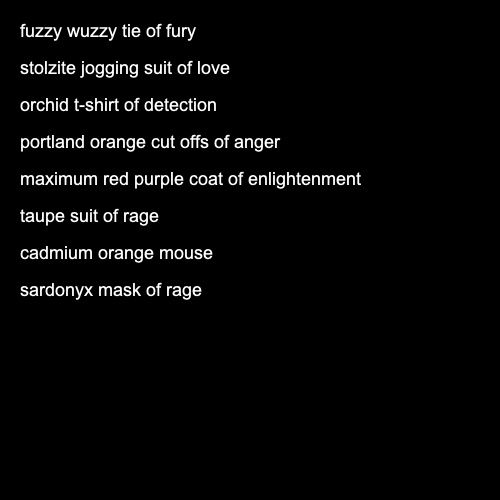 fuzzy wuzzy tie of fury
stolzite jogging suit of love
orchid t-shirt of detection
portland orange cut offs of anger
maximum red purple coat of enlightenment
taupe suit of rage
cadmium orange mouse
sardonyx mask of rage